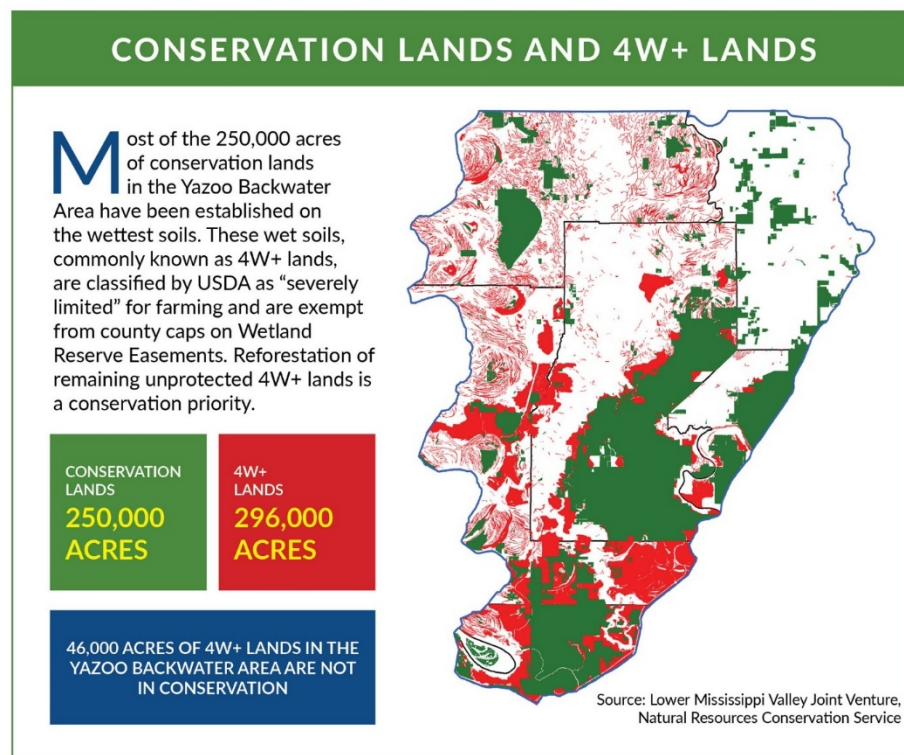 CONSERVATION LANDS AND 4W+ LANDS
Most of the 250,000 acres
of conservation lands
in the Yazoo Backwater
Area have been established on
the wettest soils. These wet soils,
commonly known as 4W+ lands,
are classified by USDA as “severely
limited” for farming and are exempt
from county caps on Wetland
Reserve Easements. Reforestation of
remaining unprotected 4W+ lands is
a conservation priority.
CONSERVATION
LANDS
250,000
ACRES
4W+
LANDS
296,000
ACRES
46,000 ACRES OF 4W+ LANDS IN THE
YAZOO BACKWATER AREA ARE NOT
IN CONSERVATION
Source: Lower Mississippi Valley Joint Venture,
Natural Resources Conservation Service